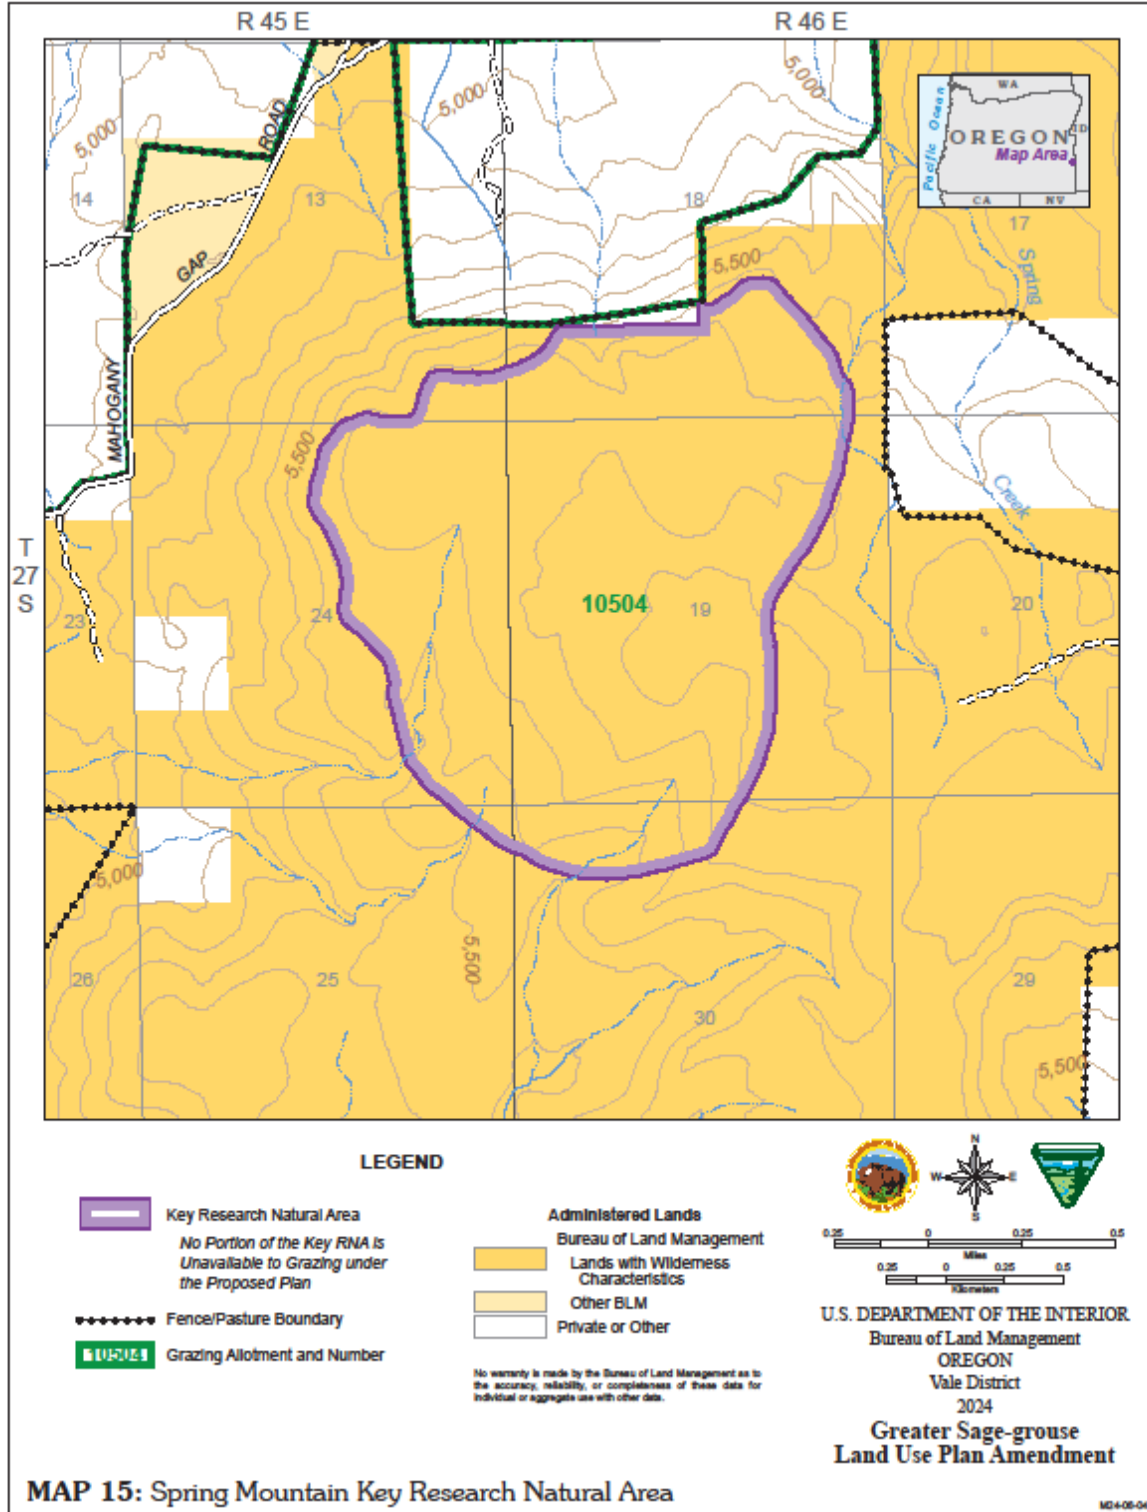 R 45 E
R 46 E
T
27
S
5,000
ROAD
5,000
5,000
14
13
18
17
GAP
MAHOGANY
5,500
5,500
Spring
Creek
WA
Pacific Ocean
OREGON
ID
Map Area
CA
NV
23
24
10504
19
20
5,000
5,500
26
25
30
29
5,500
LEGEND
Key Research Natural Area
No Portion of the Key RNA is
Unavailable to Grazing under
the Proposed Plan
Fence/Pasture Boundary
10504 Grazing Allotment and Number
Administered Lands
Bureau of Land Management
Lands with Wilderness
Characteristics
Other BLM
Private or Other
No warranty is made by the Bureau of Land Management as to
the accuracy, reliability, or completeness of these data for
individual or aggregate use with other data.
N
W E
S
0.25 0 0.25 0.5
Miles
0.25 0 0.25 0.5
Kilometers
U.S. DEPARTMENT OF THE INTERIOR
Bureau of Land Management
OREGON
Vale District
2024
Greater Sage-grouse
Land Use Plan Amendment
MAP 15: Spring Mountain Key Research Natural Area